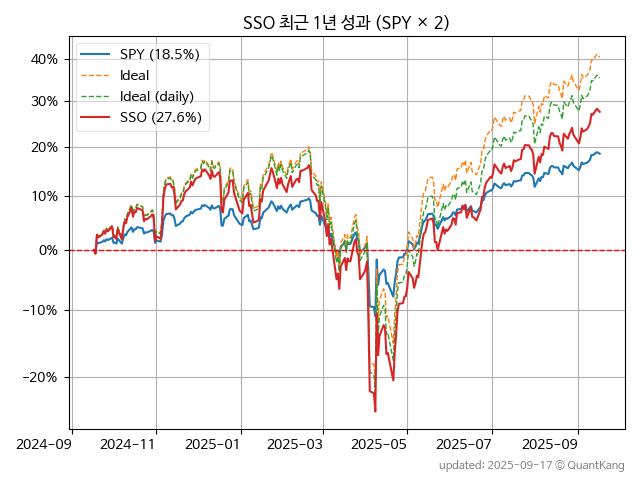 SSO 최근 1년 성과 (SPY × 2)
SPY (18.5%)
Ideal
Ideal (daily)
SSO (27.6%)
40%
30%
20%
10%
0%
−10%
−20%
2024-09 2024-11 2025-01 2025-03 2025-05 2025-07 2025-09
updated: 2025-09-17 © QuantKang